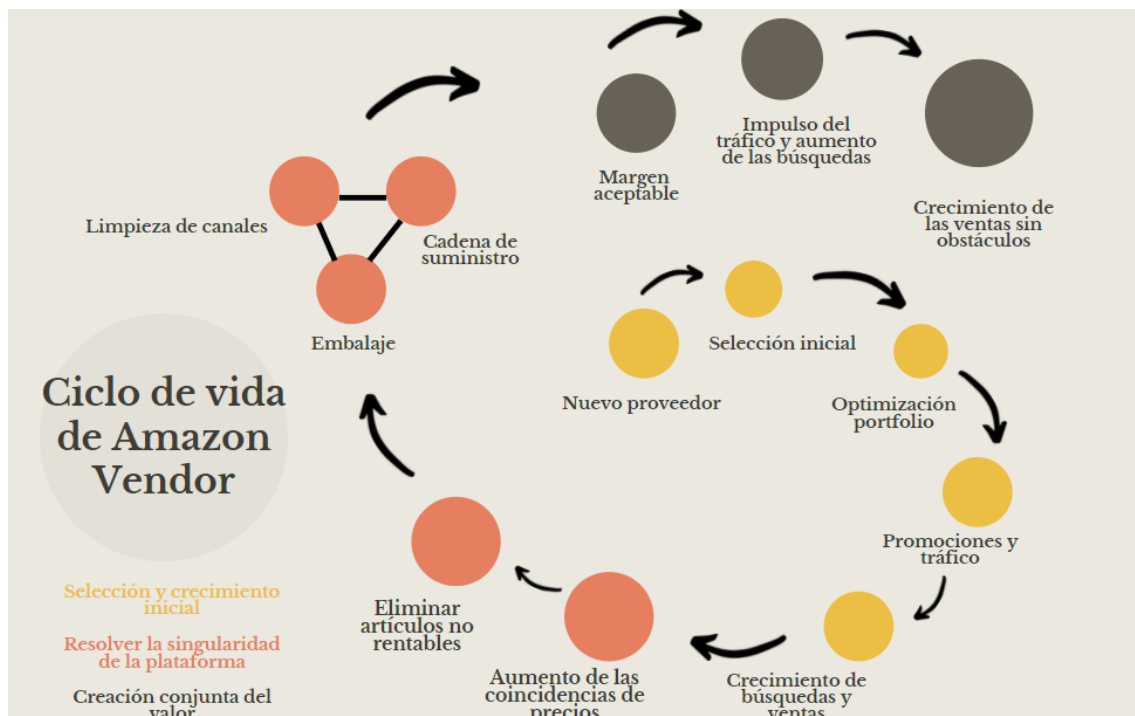 Impulso del
tráfico y aumento
de las búsquedas
Margen
aceptable
Crecimiento de
las ventas sin
obstáculos
Limpieza de canales
Cadena de
suministro
Embalaje
Selección inicial
Nuevo proveedor
Optimización
portfolio
Ciclo de vida
de Amazon
Vendor
Promociones y
tráfico
Eliminar
artículos no
rentables
Aumento de las
coincidencias de
precios
Crecimiento de
búsquedas y
ventas
Selección y crecimiento
inicial
Resolver la singularidad
de la plataforma
Creación conjunta del
valor